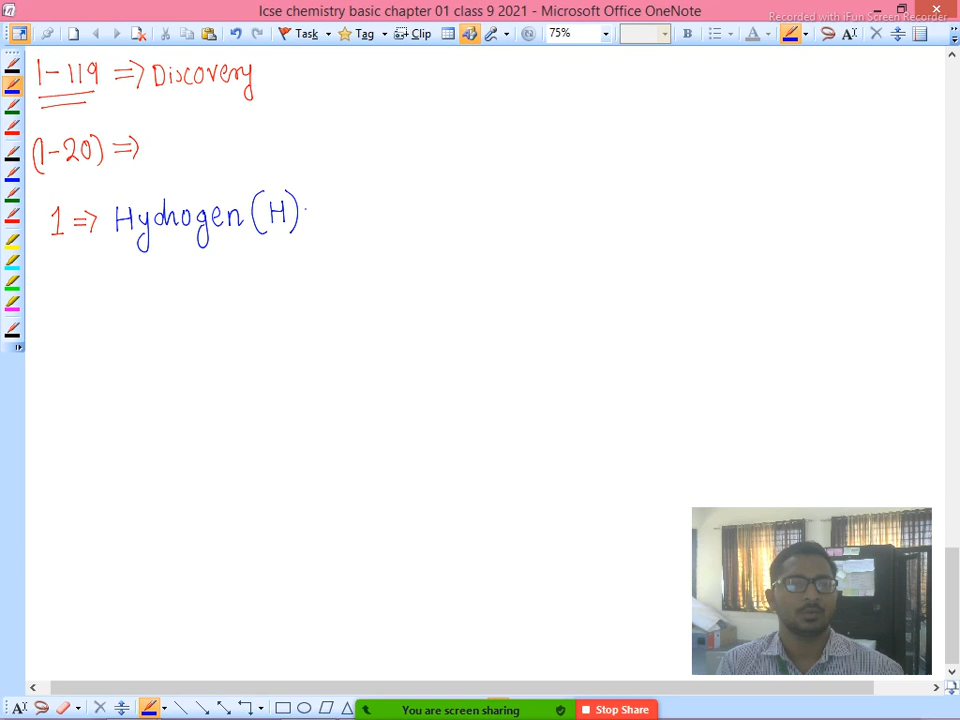 Icse chemistry basic chapter 01 class 9 2021 - Microsoft Office OneNote
Recorded with iFun Screen Recorder
Task Tag Clip 75% B A A
1-119 => Discovery
(1-20) =>
1 => Hydhogen (H)
A
You are screen sharing Stop Share